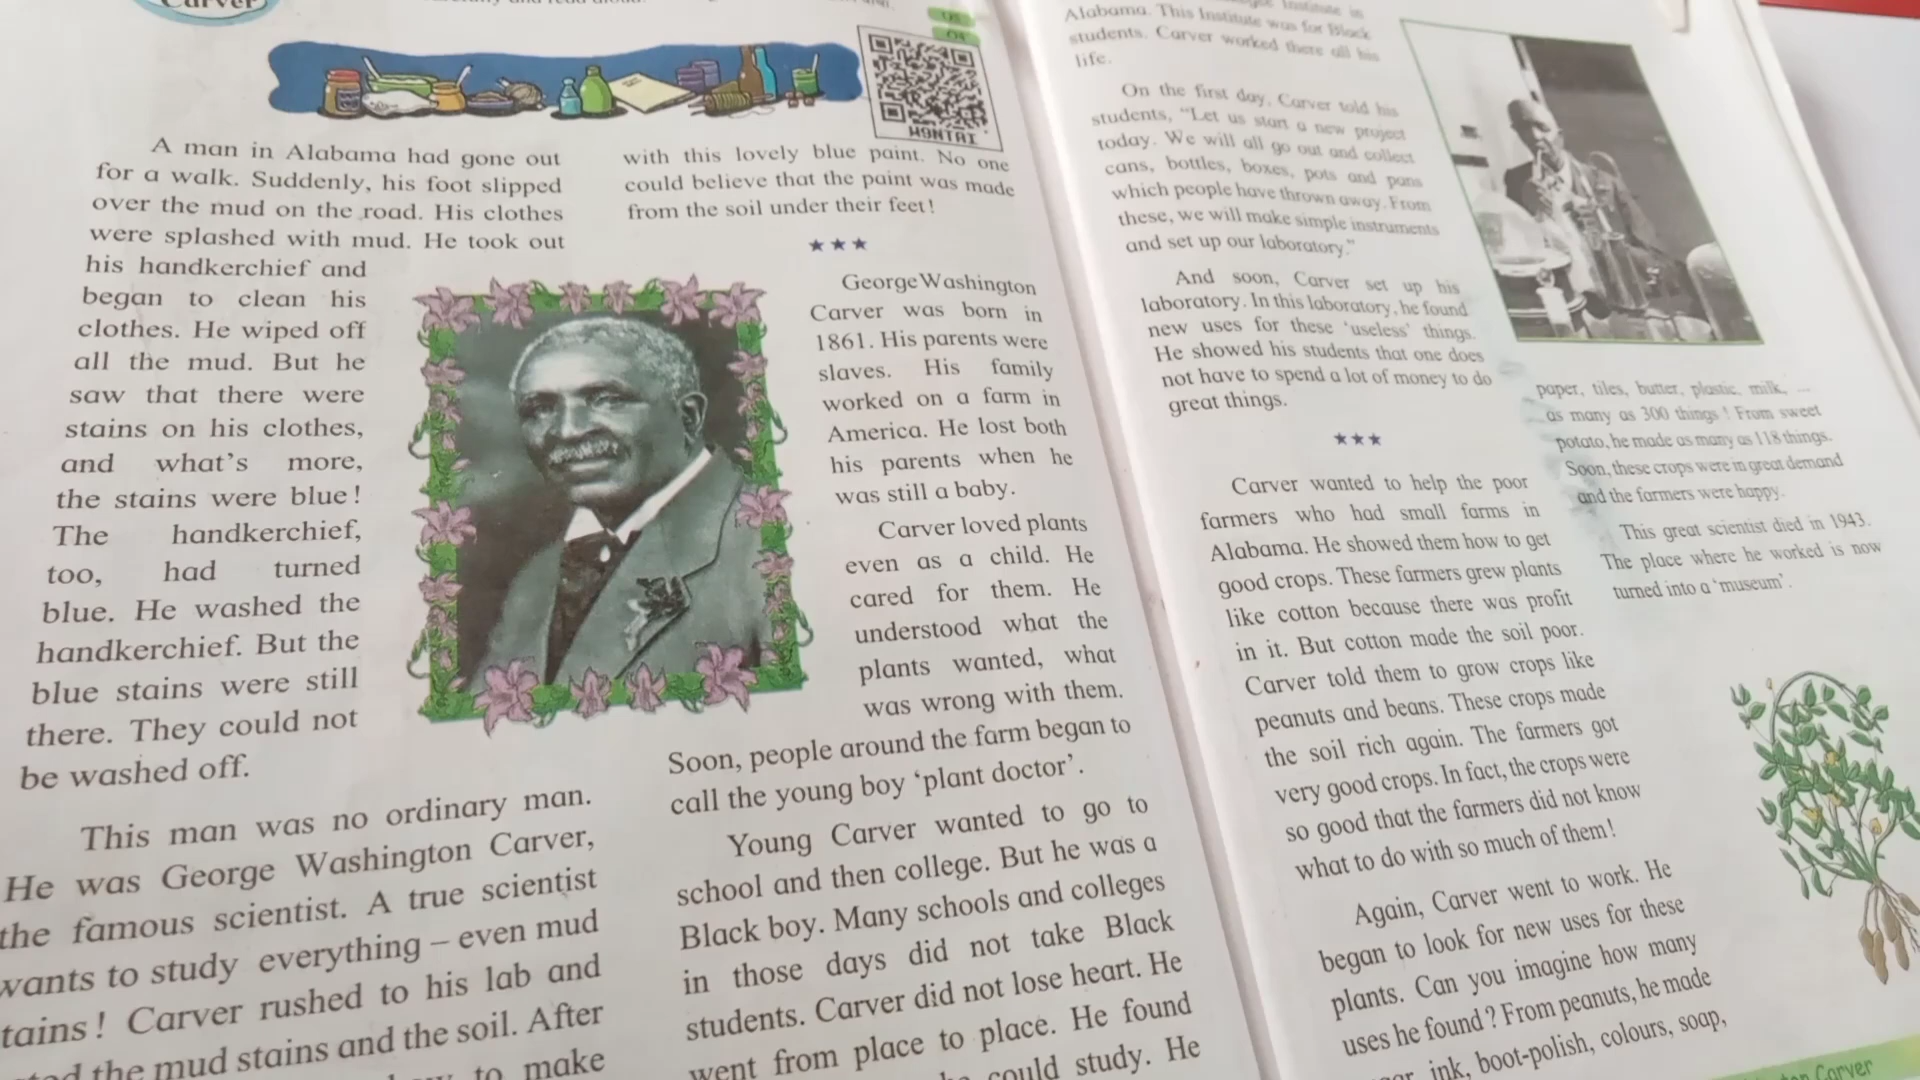 Carver
and read aloud.
A man in Alabama had gone out
for a walk. Suddenly, his foot slipped
over the mud on the road. His clothes
were splashed with mud. He took out
his handkerchief and
began to clean his
clothes. He wiped off
all the mud. But he
saw that there were
stains on his clothes,
and what's more,
the stains were blue!
The handkerchief,
too, had turned
blue. He washed the
handkerchief. But the
blue stains were still
there. They could not
be washed off.
This man was no ordinary man.
He was George Washington Carver,
the famous scientist. A true scientist
wants to study everything – even mud
tains! Carver rushed to his lab and
the mud stains and the soil. After
to make
W9NTAI
with this lovely blue paint. No one
could believe that the paint was made
from the soil under their feet!
★★★
George Washington
Carver was born in
1861. His parents were
slaves. His family
worked on a farm in
America. He lost both
his parents when he
was still a baby.
Carver loved plants
even as a child. He
cared for them. He
understood what the
plants wanted, what
was wrong with them.
Soon, people around the farm began to
call the young boy 'plant doctor'.
Young Carver wanted to go to
school and then college. But he was a
Black boy. Many schools and colleges
in those days did not take Black
students. Carver did not lose heart. He
went from place to place. He found
could study. He
Institute in
Alabama. This Institute was for Black
students. Carver worked there all his
life.
On the first day, Carver told his
students, "Let us start a new project
today. We will all go out and collect
cans, bottles, boxes, pots and pans
which people have thrown away. From
these, we will make simple instruments
and set up our laboratory."
And soon, Carver set up his
laboratory. In this laboratory, he found
new uses for these 'useless' things.
He showed his students that one does
not have to spend a lot of money to do
great things.
★★★
Carver wanted to help the poor
farmers who had small farms in
Alabama. He showed them how to get
good crops. These farmers grew plants
like cotton because there was profit
in it. But cotton made the soil poor.
Carver told them to grow crops like
peanuts and beans. These crops made
the soil rich again. The farmers got
very good crops. In fact, the crops were
so good that the farmers did not know
what to do with so much of them!
Again, Carver went to work. He
began to look for new uses for these
plants. Can you imagine how many
uses he found? From peanuts, he made
ink, boot-polish, colours, soap,
paper, tiles, butter, plastic, milk, ...
as many as 300 things! From sweet
potato, he made as many as 118 things.
Soon, these crops were in great demand
and the farmers were happy.
This great scientist died in 1943.
The place where he worked is now
turned into a 'museum'.
Carver